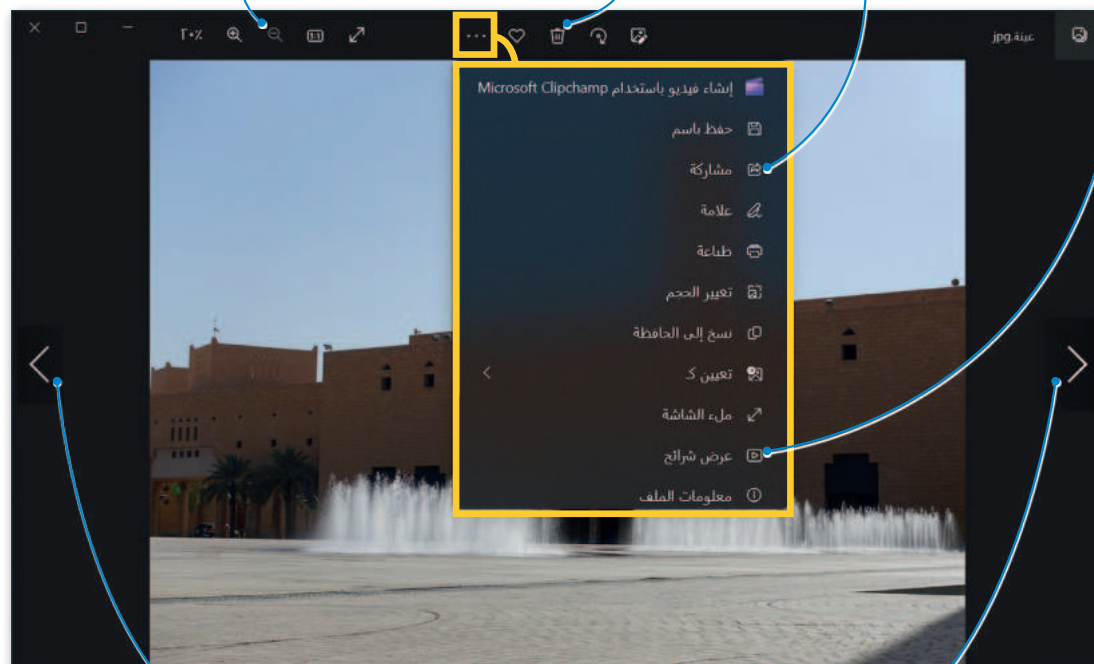 عينة.jpg
٢٠٪
إنشاء فيديو باستخدام Microsoft Clipchamp
حفظ باسم
مشاركة
علامة
طباعة
تغيير الحجم
نسخ إلى الحافظة
تعيين كـ
ملء الشاشة
عرض شرائح
معلومات الملف